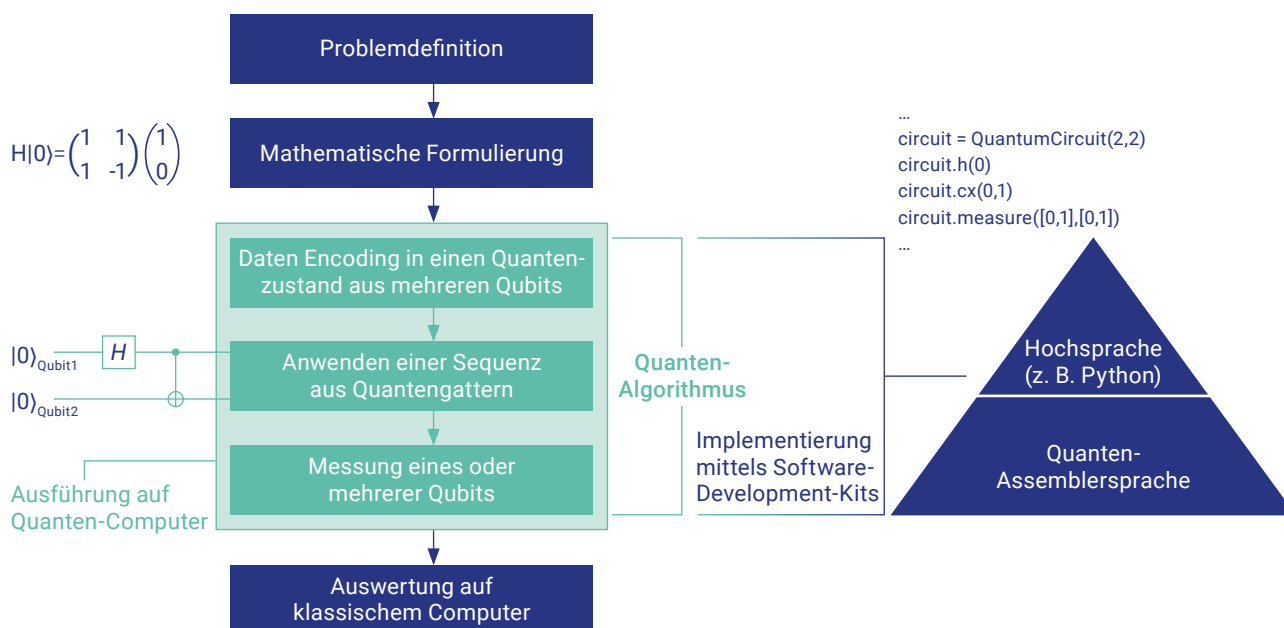 Problemdefinition
H|0⟩=(1 1
1 -1)(1
0)
Mathematische Formulierung
...
circuit = QuantumCircuit(2,2)
circuit.h(0)
circuit.cx(0,1)
circuit.measure([0,1],[0,1])
...
Daten Encoding in einen Quanten-
zustand aus mehreren Qubits
|0⟩Qubit1
H
|0⟩Qubit2
Anwenden einer Sequenz
aus Quantengattern
Quanten-
Algorithmus
Hochsprache
(z. B. Python)
Messung eines oder
mehrerer Qubits
Ausführung auf
Quanten-Computer
Implementierung
mittels Software-
Development-Kits
Quanten-
Assemblersprache
Auswertung auf
klassischem Computer